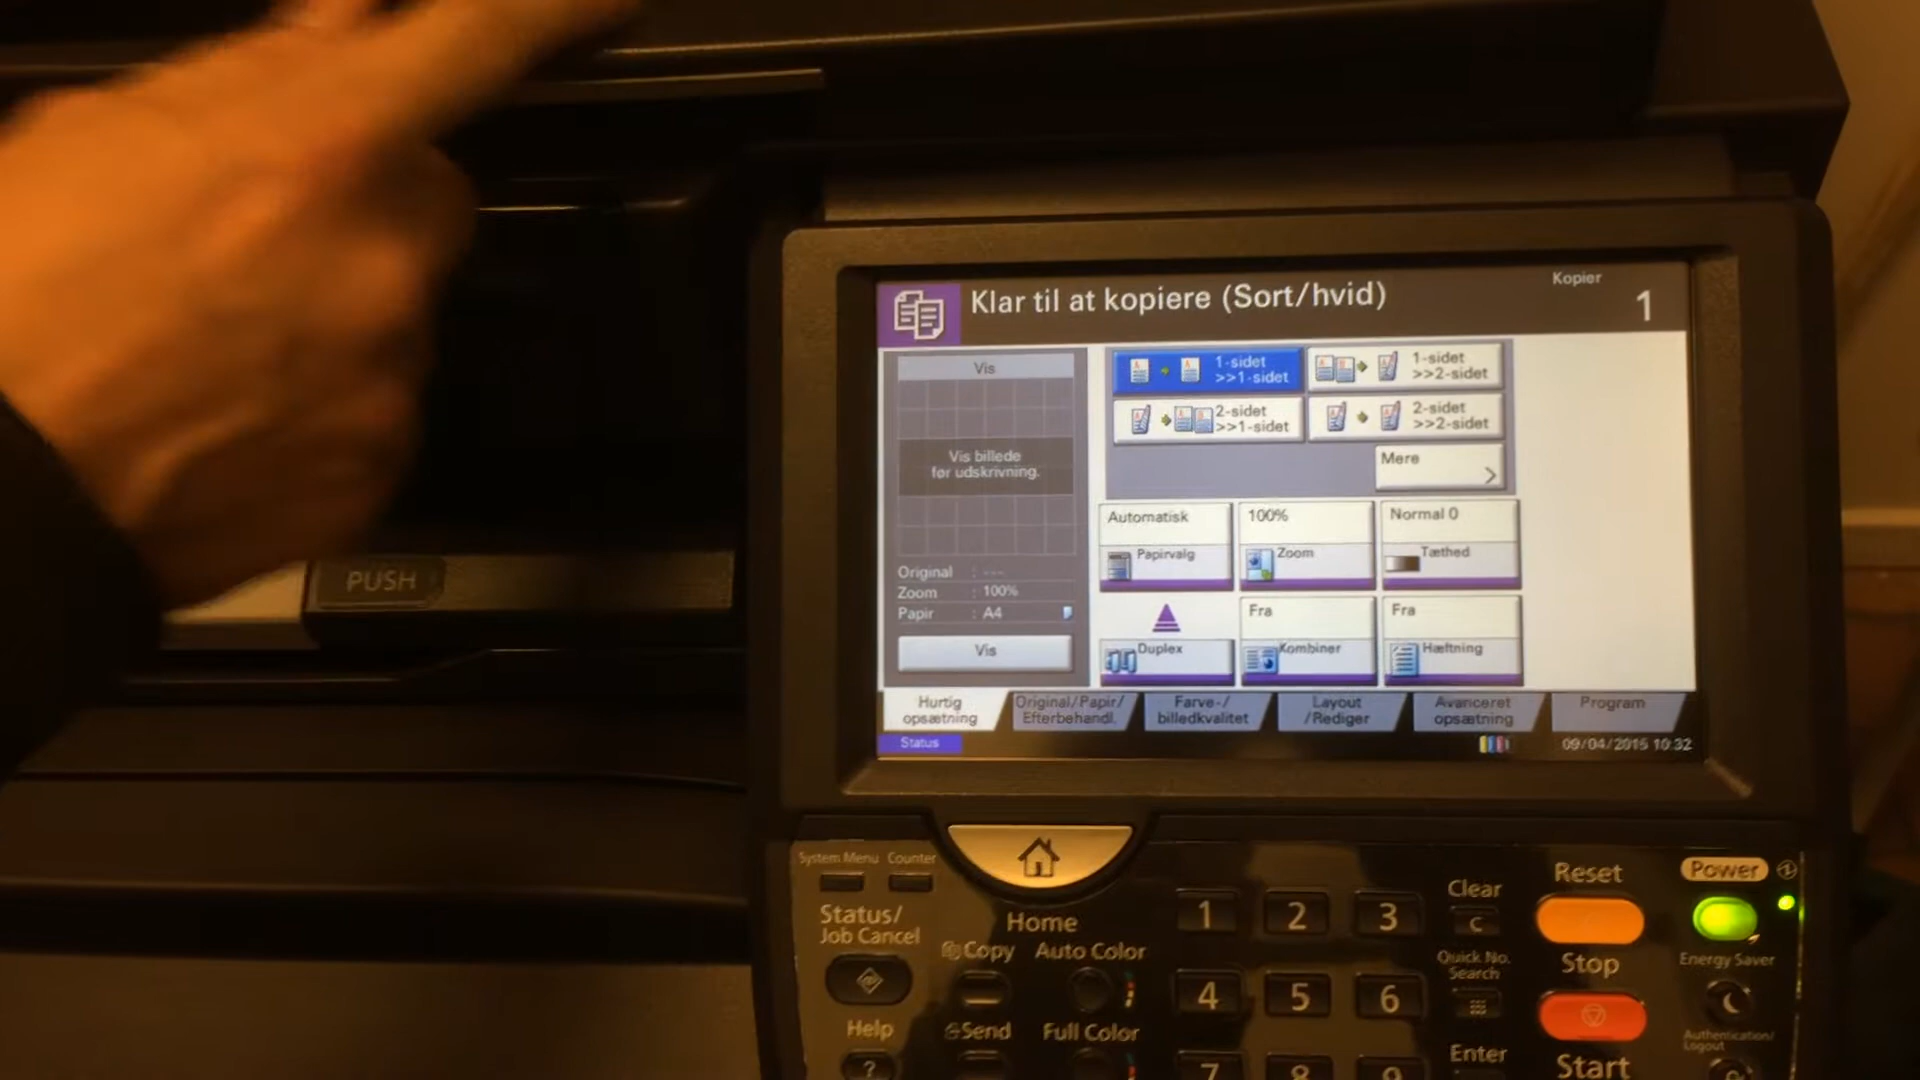 Klar til at kopiere (Sort/hvid)
Kopier
1
Vis
Vis billede
før udskrivning.
Original : ---
Zoom : 100%
Papir : A4
Vis
1-sidet
>>1-sidet
1-sidet
>>2-sidet
2-sidet
>>1-sidet
2-sidet
>>2-sidet
Mere
Automatisk
Papirvalg
100%
Zoom
Normal 0
Tæthed
Duplex
Fra
Kombiner
Fra
Hæftning
Hurtig
opsætning
Original/Papir/
Efterbehandl.
Farve-/
billedkvalitet
Layout
/Rediger
Avanceret
opsætning
Program
Status
09/04/2015 10:32
PUSH
System Menu
Counter
Status/
Job Cancel
Help
?
Home
Copy
Auto Color
Send
Full Color
1
2
3
4
5
6
7
8
9
Clear
C
Quick No.
Search
Enter
Reset
Stop
Start
Power
Energy Saver
Authentication/
Logout